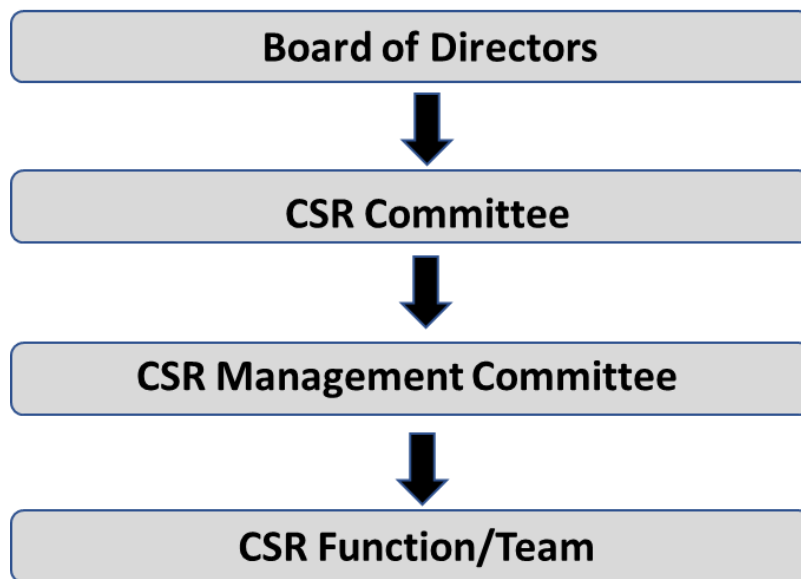 Board of Directors
CSR Committee
CSR Management Committee
CSR Function/Team